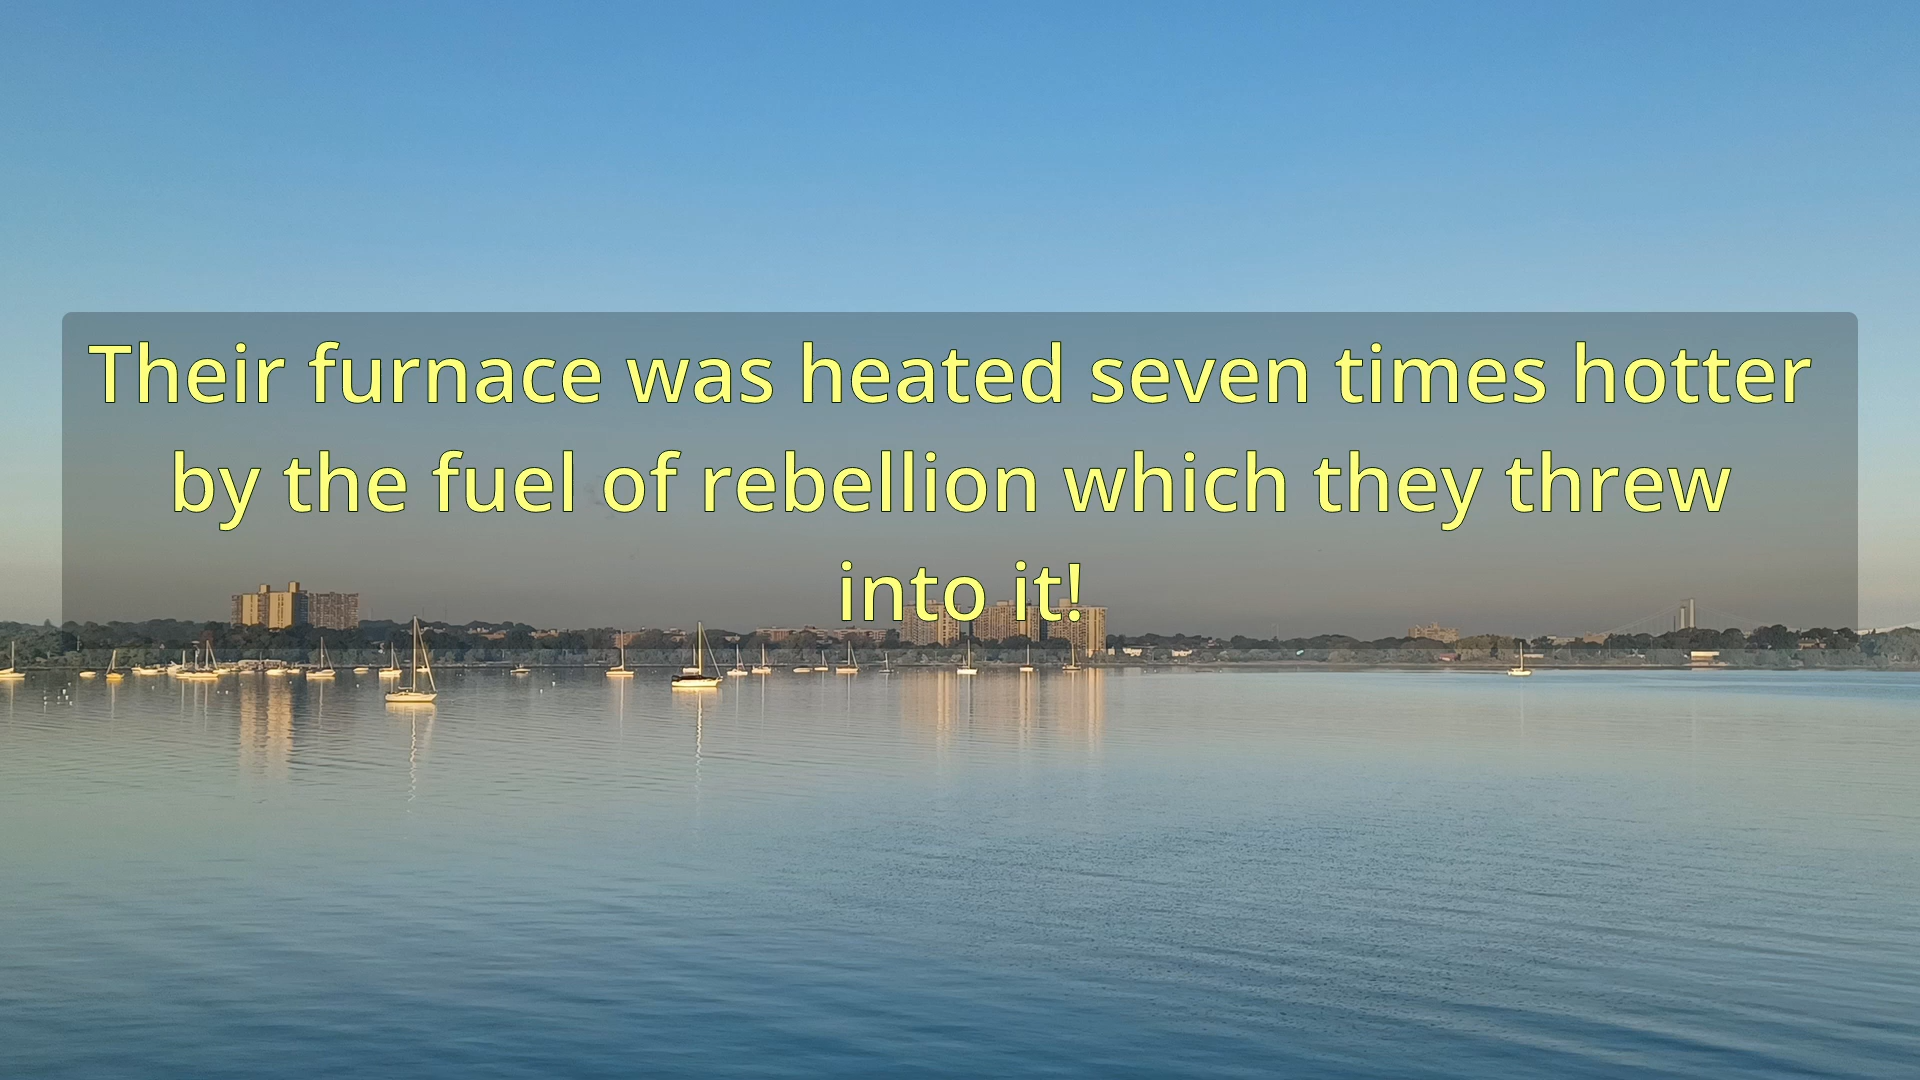 Their furnace was heated seven times hotter
by the fuel of rebellion which they threw
into it!